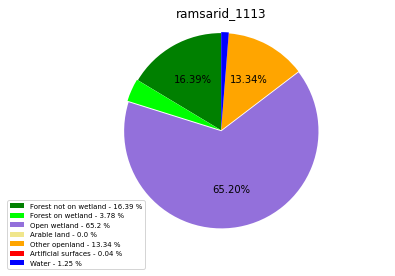 ramsarid_1113
16.39%
13.34%
65.20%
Forest not on wetland - 16.39 %
Forest on wetland - 3.78 %
Open wetland - 65.2 %
Arable land - 0.0 %
Other openland - 13.34 %
Artificial surfaces - 0.04 %
Water - 1.25 %